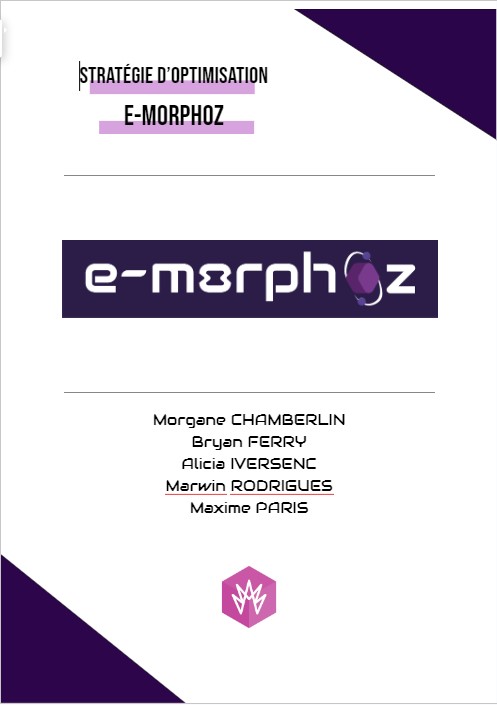 STRATÉGIE D'OPTIMISATION
E-MORPHOZ
e-morphoz
Morgane CHAMBERLIN
Bryan FERRY
Alicia IVERSENC
Marwin RODRIGUES
Maxime PARIS